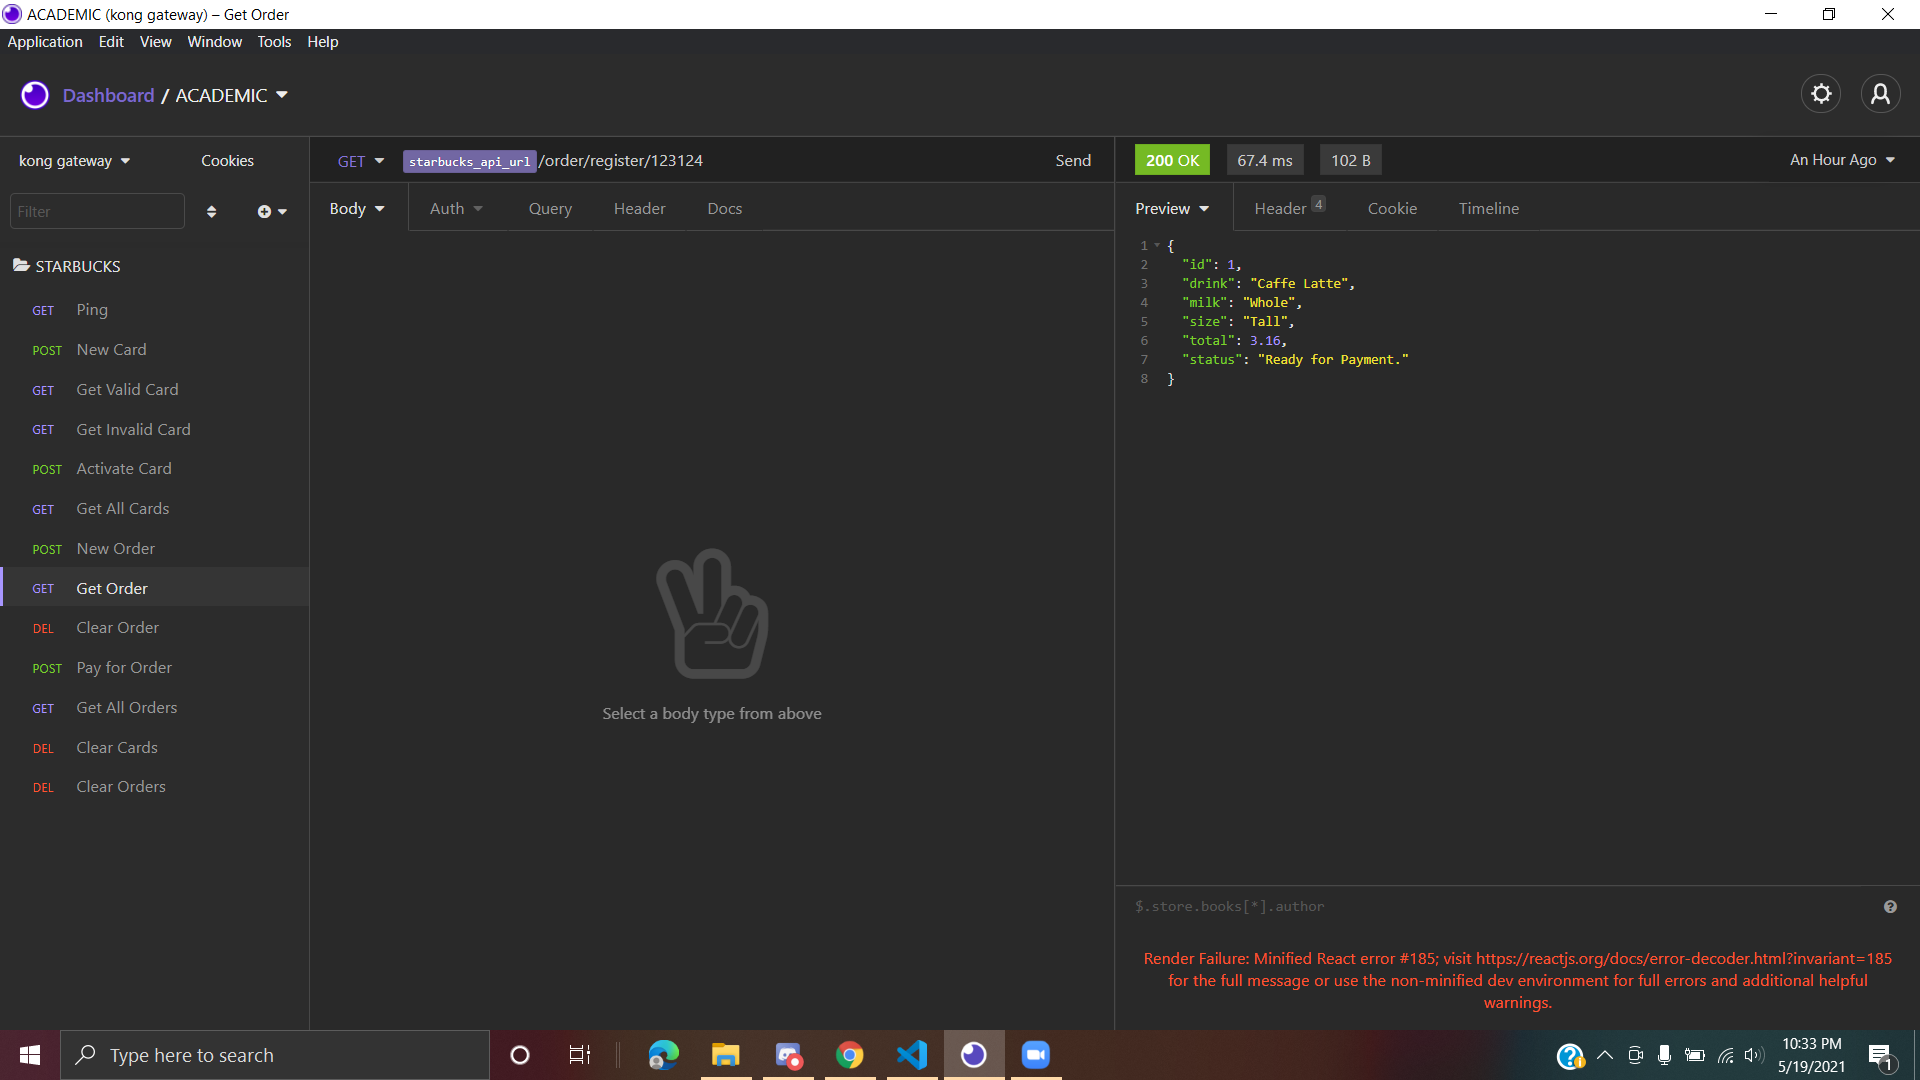 ACADEMIC (kong gateway) – Get Order
Application Edit View Window Tools Help
Dashboard / ACADEMIC
kong gateway Cookies
Filter
STARBUCKS
GET Ping
POST New Card
GET Get Valid Card
GET Get Invalid Card
POST Activate Card
GET Get All Cards
POST New Order
GET Get Order
DEL Clear Order
POST Pay for Order
GET Get All Orders
DEL Clear Cards
DEL Clear Orders
GET starbucks_api_url /order/register/123124 Send
Body Auth Query Header Docs
Select a body type from above
200 OK 67.4 ms 102 B An Hour Ago
Preview Header 4 Cookie Timeline
1 {
2 "id": 1,
3 "drink": "Caffe Latte",
4 "milk": "Whole",
5 "size": "Tall",
6 "total": 3.16,
7 "status": "Ready for Payment."
8 }
$.store.books[*].author
Render Failure: Minified React error #185; visit https://reactjs.org/docs/error-decoder.html?invariant=185
for the full message or use the non-minified dev environment for full errors and additional helpful
warnings.
Type here to search
10:33 PM
5/19/2021
1